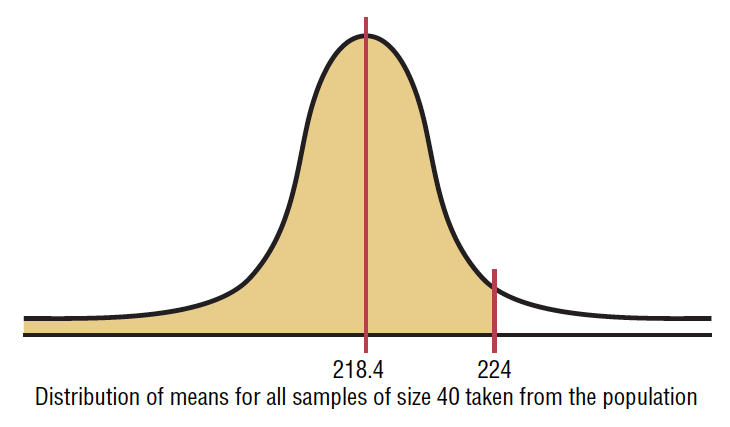 218.4 224
Distribution of means for all samples of size 40 taken from the population